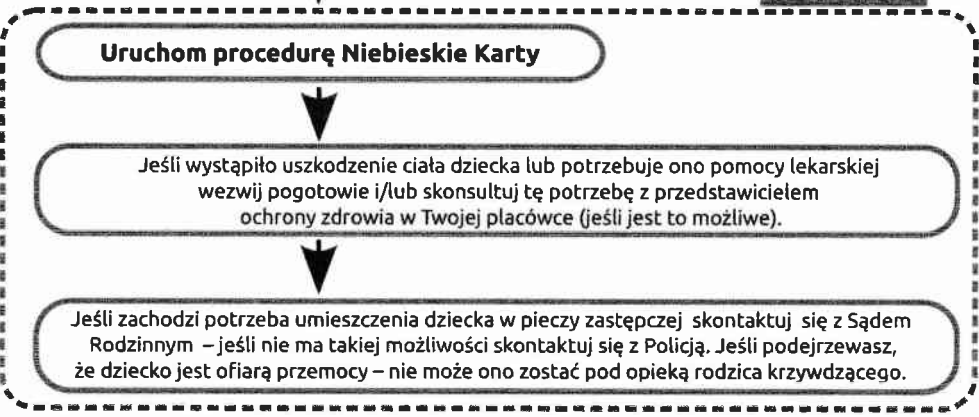 Uruchom procedurę Niebieskie Karty
Jeśli wystąpiło uszkodzenie ciała dziecka lub potrzebuje ono pomocy lekarskiej
wezwij pogotowie i/lub skonsultuj tę potrzebę z przedstawicielem
ochrony zdrowia w Twojej placówce (jeśli jest to możliwe).
Jeśli zachodzi potrzeba umieszczenia dziecka w pieczy zastępczej skontaktuj się z Sądem
Rodzinnym – jeśli nie ma takiej możliwości skontaktuj się z Policją. Jeśli podejrzewasz,
że dziecko jest ofiarą przemocy – nie może ono zostać pod opieką rodzica krzywdzącego.